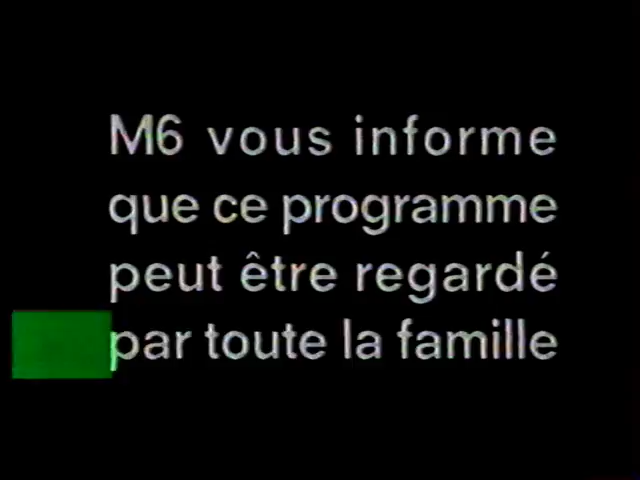 M6 vous informe
que ce programme
peut être regardé
par toute la famille